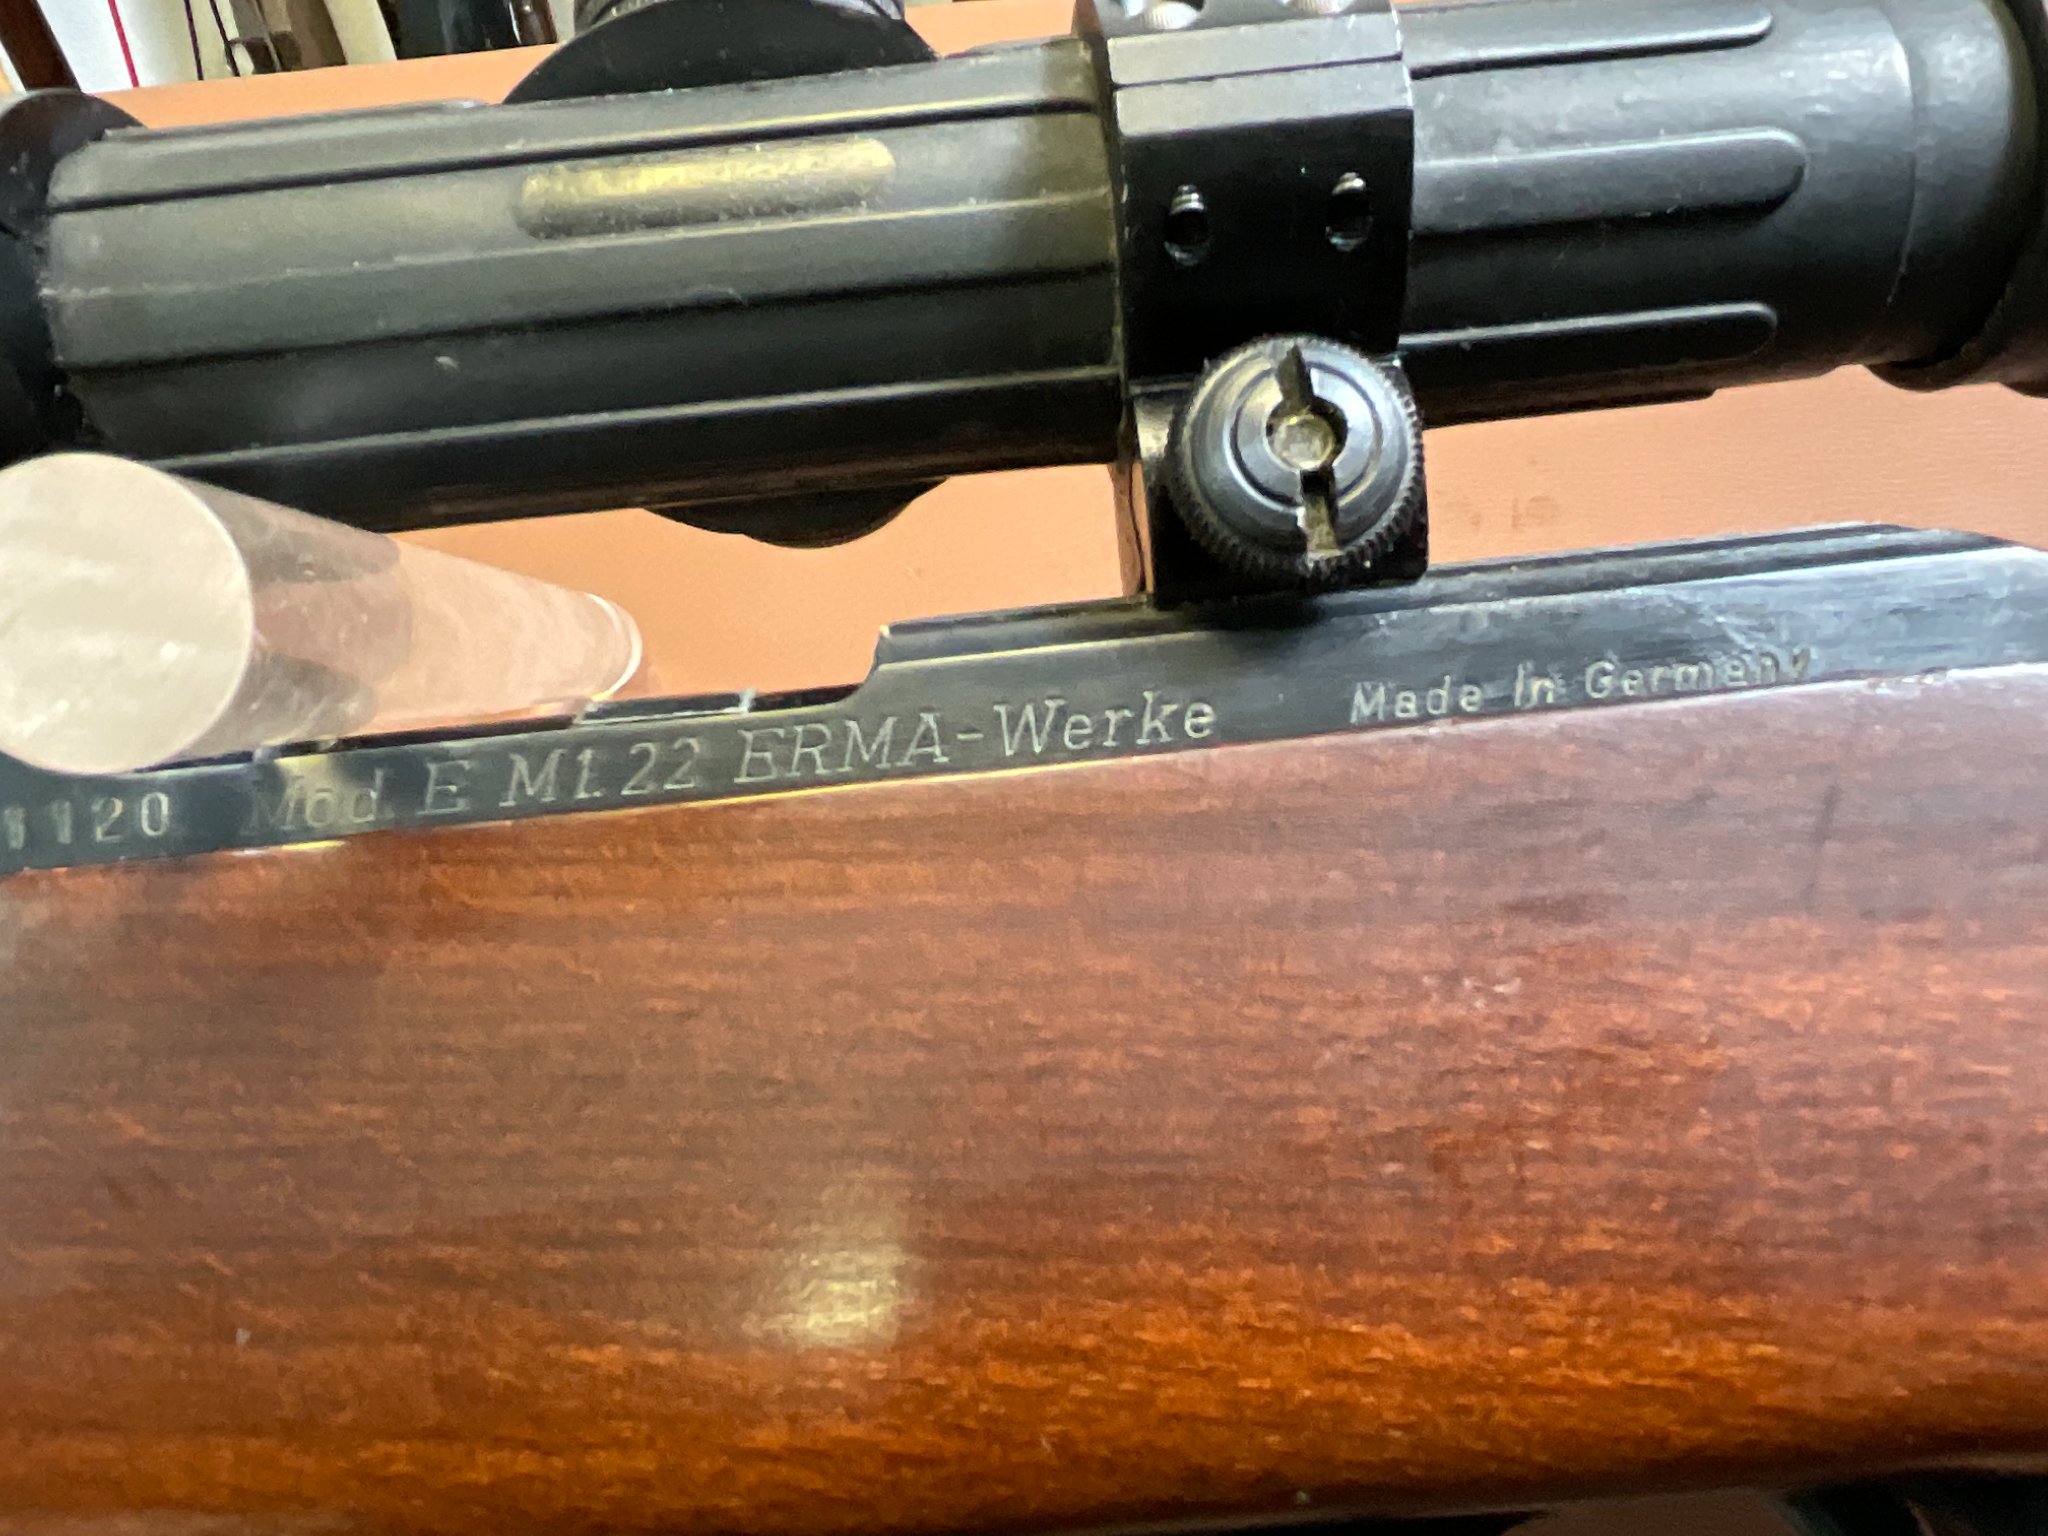 1120 Mod. E M1.22 ERMA-Werke Made In Germany